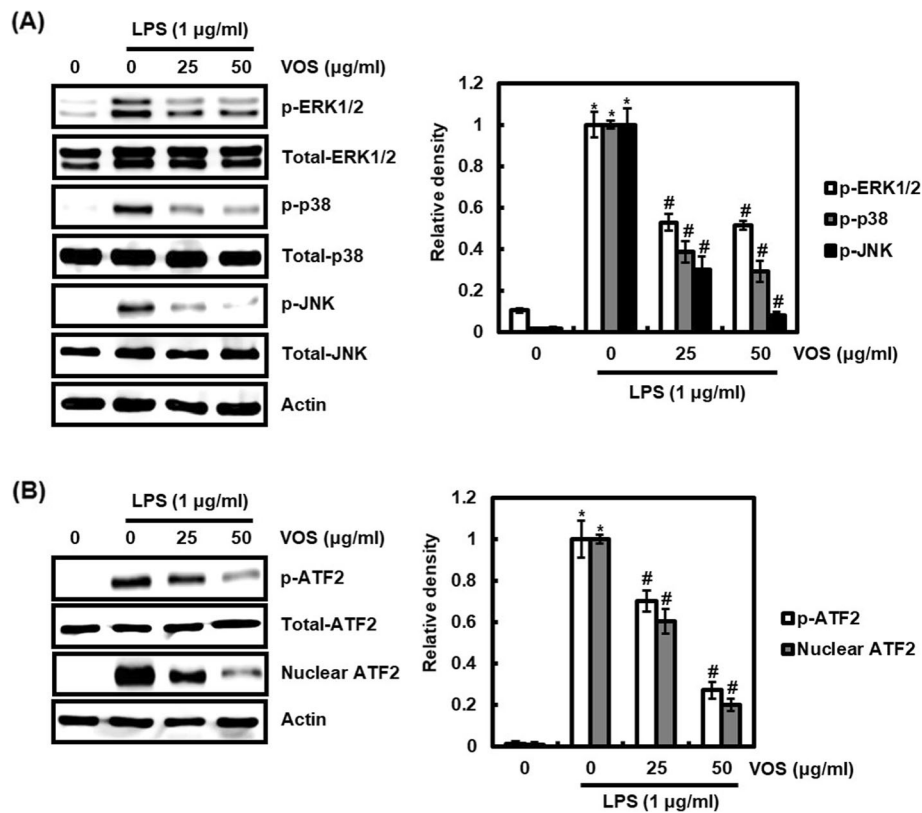 (A)
LPS (1 µg/ml)
0 0 25 50 VOS (µg/ml)
p-ERK1/2
Total-ERK1/2
p-p38
Total-p38
p-JNK
Total-JNK
Actin
Relative density
1.2
1
0.8
0.6
0.4
0.2
0
* * *
# # #
# # #
0 0 25 50 VOS (µg/ml)
LPS (1 µg/ml)
p-ERK1/2
p-p38
p-JNK
(B)
LPS (1 µg/ml)
0 0 25 50 VOS (µg/ml)
p-ATF2
Total-ATF2
Nuclear ATF2
Actin
Relative density
1.2
1
0.8
0.6
0.4
0.2
0
* *
# #
# #
0 0 25 50 VOS (µg/ml)
LPS (1 µg/ml)
p-ATF2
Nuclear ATF2